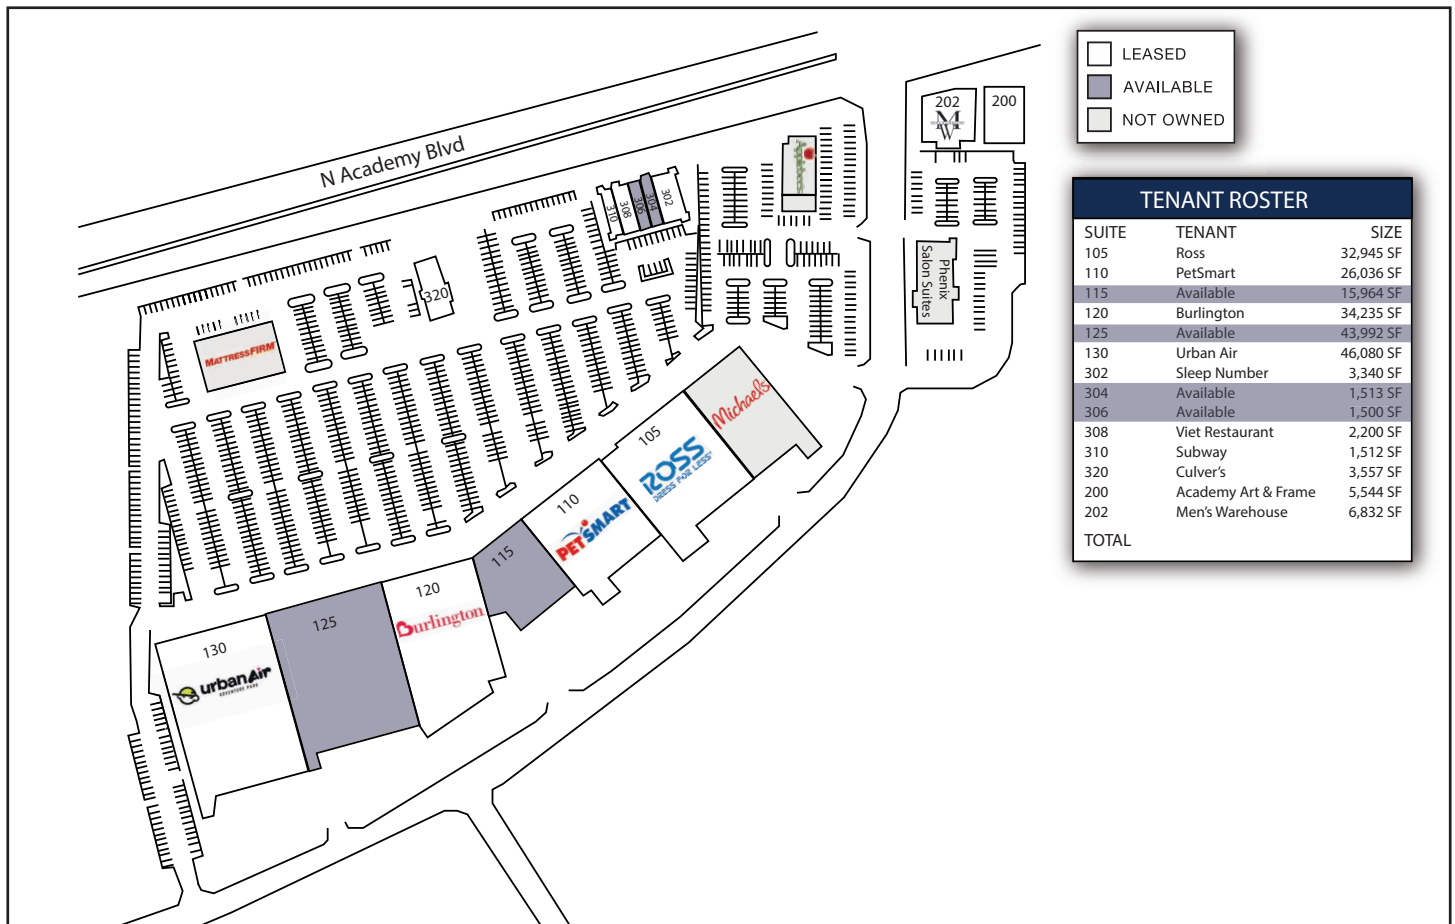 N Academy Blvd
LEASED
AVAILABLE
NOT OWNED
202
MW
200
Applebee's
310
308
306
304
302
320
MATTRESSFIRM
Phenix
Salon Suites
Michaels
105
ROSS
DRESS FOR LESS
110
PETSMART
115
120
Burlington
125
130
urbanAir
ADVENTURE PARK
TENANT ROSTER
SUITE TENANT SIZE
105 Ross 32,945 SF
110 PetSmart 26,036 SF
115 Available 15,964 SF
120 Burlington 34,235 SF
125 Available 43,992 SF
130 Urban Air 46,080 SF
302 Sleep Number 3,340 SF
304 Available 1,513 SF
306 Available 1,500 SF
308 Viet Restaurant 2,200 SF
310 Subway 1,512 SF
320 Culver's 3,557 SF
200 Academy Art & Frame 5,544 SF
202 Men's Warehouse 6,832 SF
TOTAL